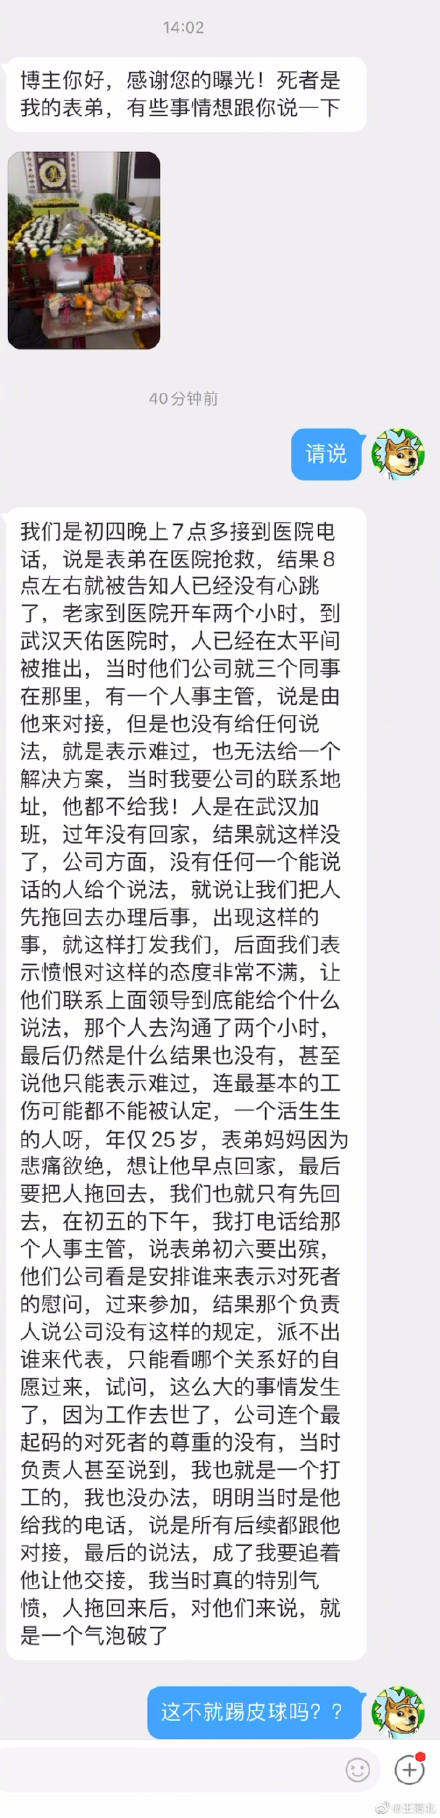 14:02
博主你好，感谢您的曝光！死者是
我的表弟，有些事情想跟你说一下
40分钟前
请说
我们是初四晚上7点多接到医院电
话，说是表弟在医院抢救，结果8
点左右就被告知人已经没有心跳
了，老家到医院开车两个小时，到
武汉天佑医院时，人已经在太平间
被推出，当时他们公司就三个同事
在那里，有一个人事主管，说是由
他来对接，但是也没有给任何说
法，就是表示难过，也无法给一个
解决方案，当时我要公司的联系地
址，他都不给我！人是在武汉加
班，过年没有回家，结果就这样没
了，公司方面，没有任何一个能说
话的人给个说法，就说让我们把人
先拖回去办理后事，出现这样的
事，就这样打发我们，后面我们表
示愤恨对这样的态度非常不满，让
他们联系上面领导到底能给个什么
说法，那个人去沟通了两个小时，
最后仍然是什么结果也没有，甚至
说他只能表示难过，连最基本的工
伤可能都不能被认定，一个活生生
的人呀，年仅25岁，表弟妈妈因为
悲痛欲绝，想让他早点回家，最后
要把人拖回去，我们也就只有先回
去，在初五的下午，我打电话给那
个人事主管，说表弟初六要出殡，
他们公司看是安排谁来表示对死者
的慰问，过来参加，结果那个负责
人说公司没有这样的规定，派不出
谁来代表，只能看哪个关系好的自
愿过来，试问，这么大的事情发生
了，因为工作去世了，公司连个最
起码的对死者的尊重的没有，当时
负责人甚至说到，我也就是一个打
工的，我也没办法，明明当时是他
给我的电话，说是所有后续都跟他
对接，最后的说法，成了我要追着
他让他交接，我当时真的特别气
愤，人拖回来后，对他们来说，就
是一个气泡破了
这不就踢皮球吗？？
@王落北